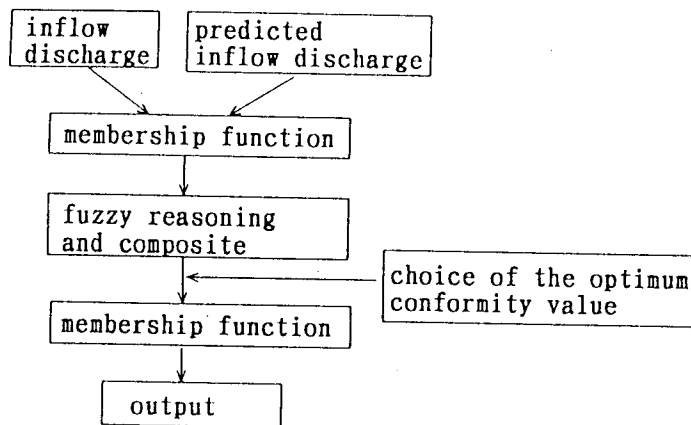 inflow
discharge
predicted
inflow discharge
membership function
fuzzy reasoning
and composite
choice of the optimum
conformity value
membership function
output